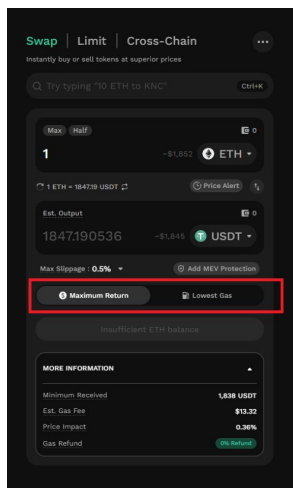 Swap | Limit | Cross-Chain ...
Instantly buy or sell tokens at superior prices
Try typing "10 ETH to KNC" Ctrl+K
Max Half 0
1 ~$1,852 ETH
1 ETH = 1847.19 USDT Price Alert
Est. Output 0
1847.190536 ~$1,845 USDT
Max Slippage : 0.5% Add MEV Protection
Maximum Return Lowest Gas
Insufficient ETH balance
MORE INFORMATION
Minimum Received 1,838 USDT
Est. Gas Fee $13.32
Price Impact 0.36%
Gas Refund 0% Refund